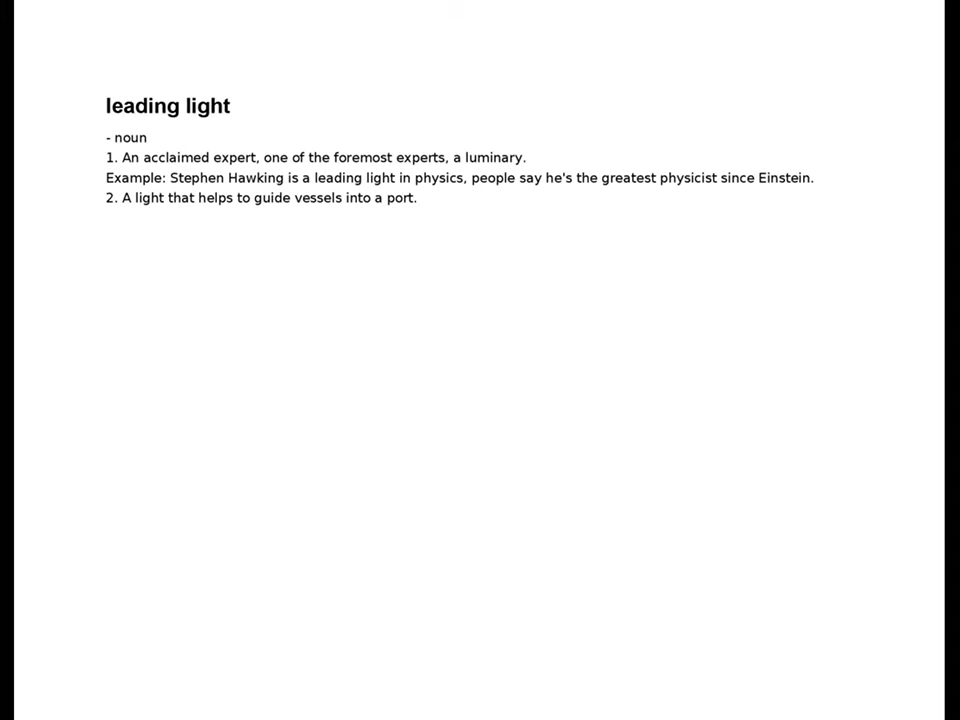 leading light
- noun
1. An acclaimed expert, one of the foremost experts, a luminary.
Example: Stephen Hawking is a leading light in physics, people say he's the greatest physicist since Einstein.
2. A light that helps to guide vessels into a port.